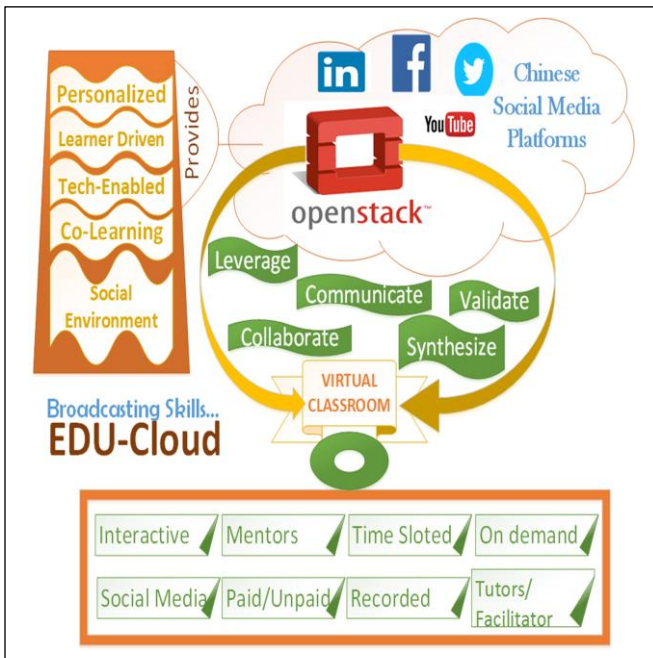 Personalized
Learner Driven
Tech-Enabled
Co-Learning
Social
Environment
Provides
in
f
Chinese
Social Media
Platforms
YouTube
openstack™
Leverage
Communicate
Validate
Collaborate
Synthesize
VIRTUAL
CLASSROOM
Broadcasting Skills...
EDU-Cloud
Interactive
Mentors
Time Sloted
On demand
Social Media
Paid/Unpaid
Recorded
Tutors/
Facilitator